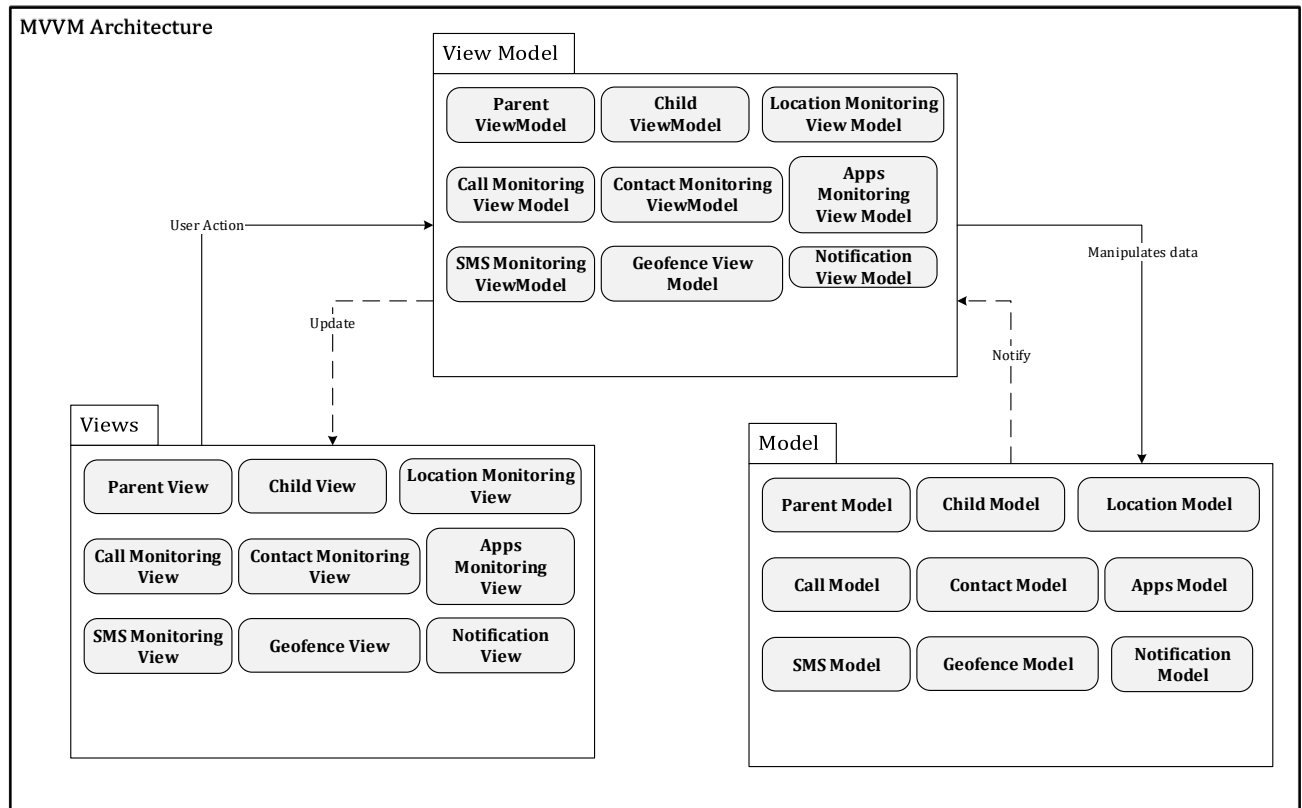 MVVM Architecture
View Model
Parent
ViewModel
Child
ViewModel
Location Monitoring
View Model
Call Monitoring
View Model
Contact Monitoring
ViewModel
Apps
Monitoring
View Model
SMS Monitoring
ViewModel
Geofence View
Model
Notification
View Model
User Action
Manipulates data
Update
Notify
Views
Parent View
Child View
Location Monitoring
View
Call Monitoring
View
Contact Monitoring
View
Apps
Monitoring
View
SMS Monitoring
View
Geofence View
Notification
View
Model
Parent Model
Child Model
Location Model
Call Model
Contact Model
Apps Model
SMS Model
Geofence Model
Notification
Model